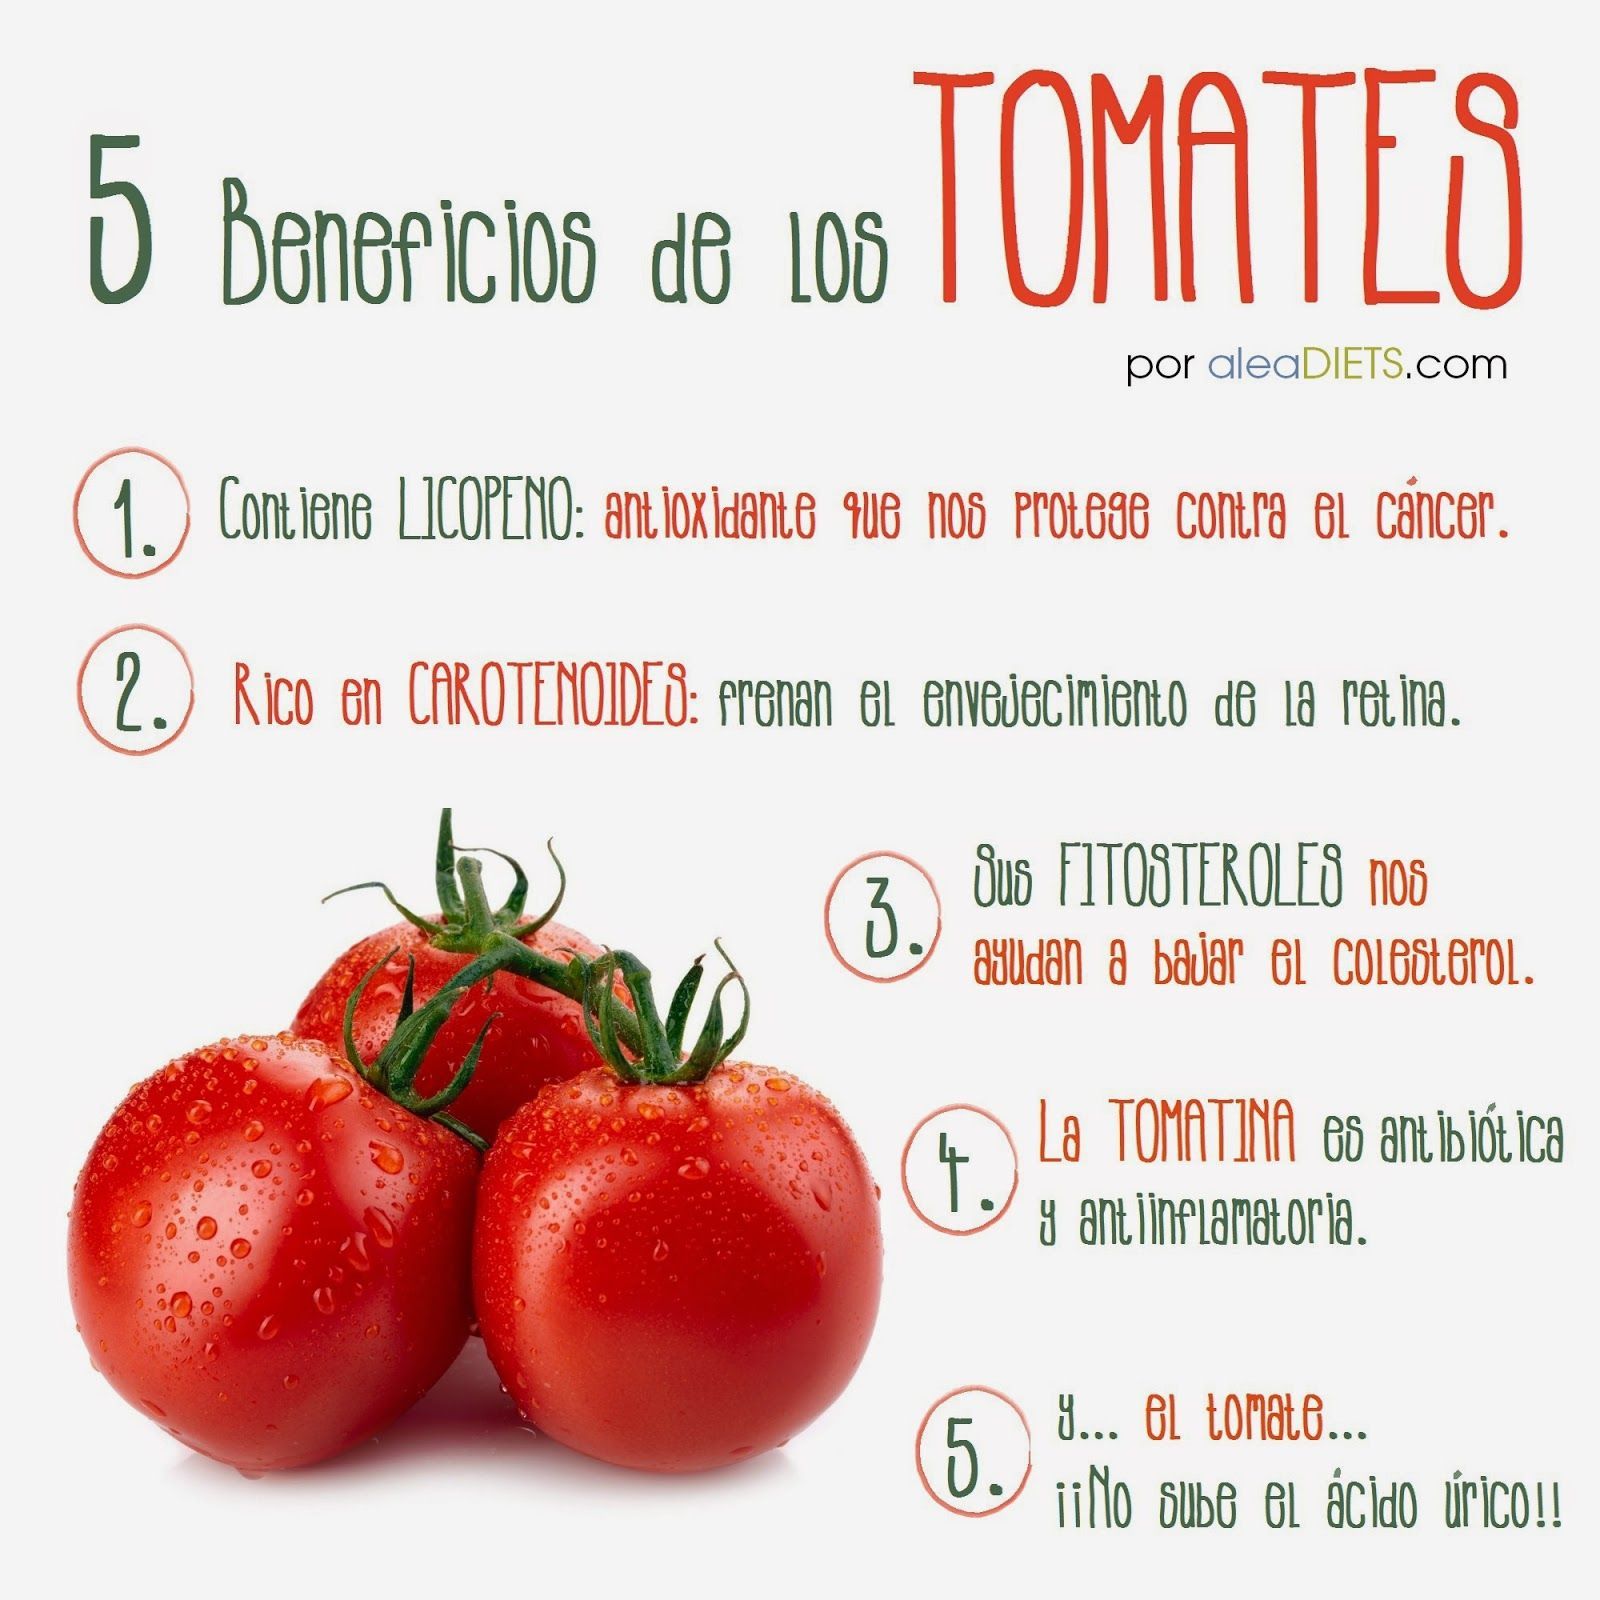 5 Beneficios de los TOMATES
por aleaDIETS.com
1. Contiene LICOPENO: antioxidante que nos protege contra el cáncer.
2. Rico en CAROTENOIDES: frenan el envejecimiento de la retina.
3. Sus FITOSTEROLES nos
ayudan a bajar el colesterol.
4. La TOMATINA es antibiótica
y antiinflamatoria.
5. Y... el tomate...
¡¡No sube el ácido úrico!!